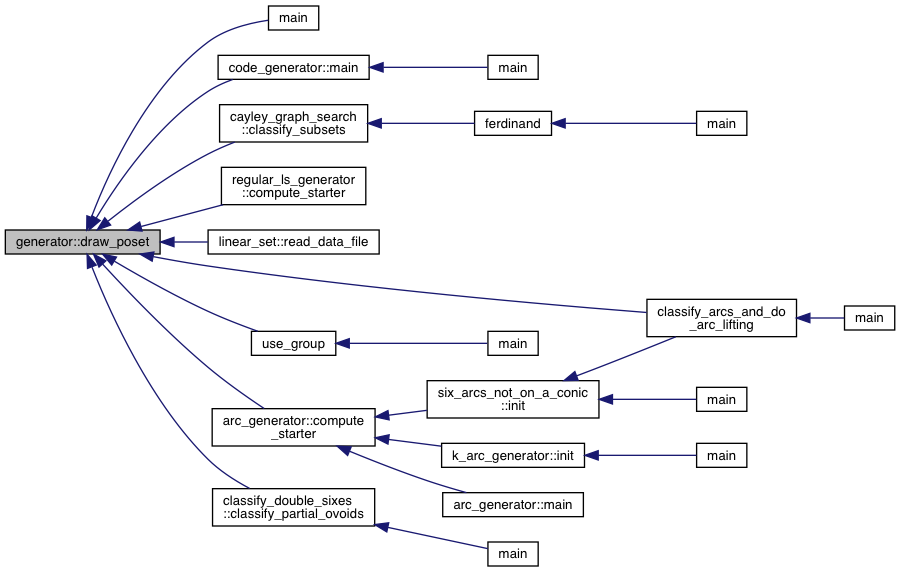 main
code_generator::main
main
cayley_graph_search
::classify_subsets
ferdinand
main
regular_ls_generator
::compute_starter
generator::draw_poset
linear_set::read_data_file
classify_arcs_and_do
_arc_lifting
main
use_group
main
six_arcs_not_on_a_conic
::init
main
arc_generator::compute
_starter
k_arc_generator::init
main
arc_generator::main
classify_double_sixes
::classify_partial_ovoids
main